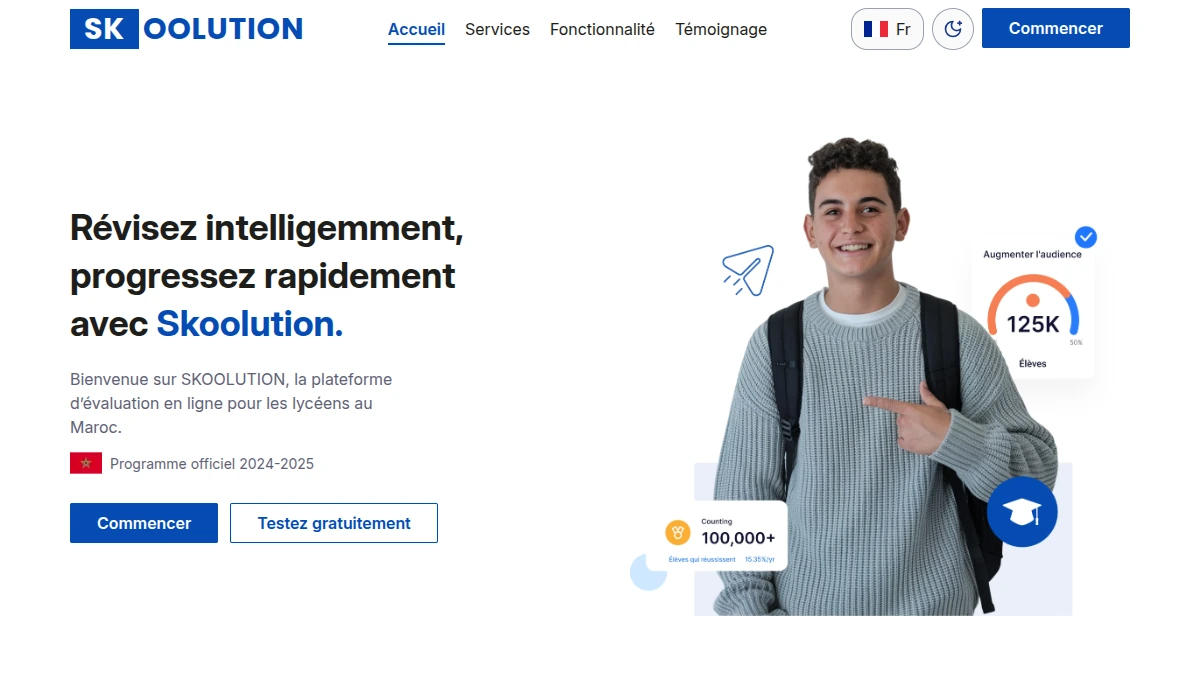 SKOOLUTION
Accueil
Services
Fonctionnalité
Témoignage
Fr
Commencer
Révisez intelligemment,
progressez rapidement
avec Skoolution.
Bienvenue sur SKOOLUTION, la plateforme
d’évaluation en ligne pour les lycéens au
Maroc.
Programme officiel 2024-2025
Commencer
Testez gratuitement
Augmenter l'audience
125K
50%
Élèves
Counting
100,000+
Élèves qui réussissent
15.35%/yr